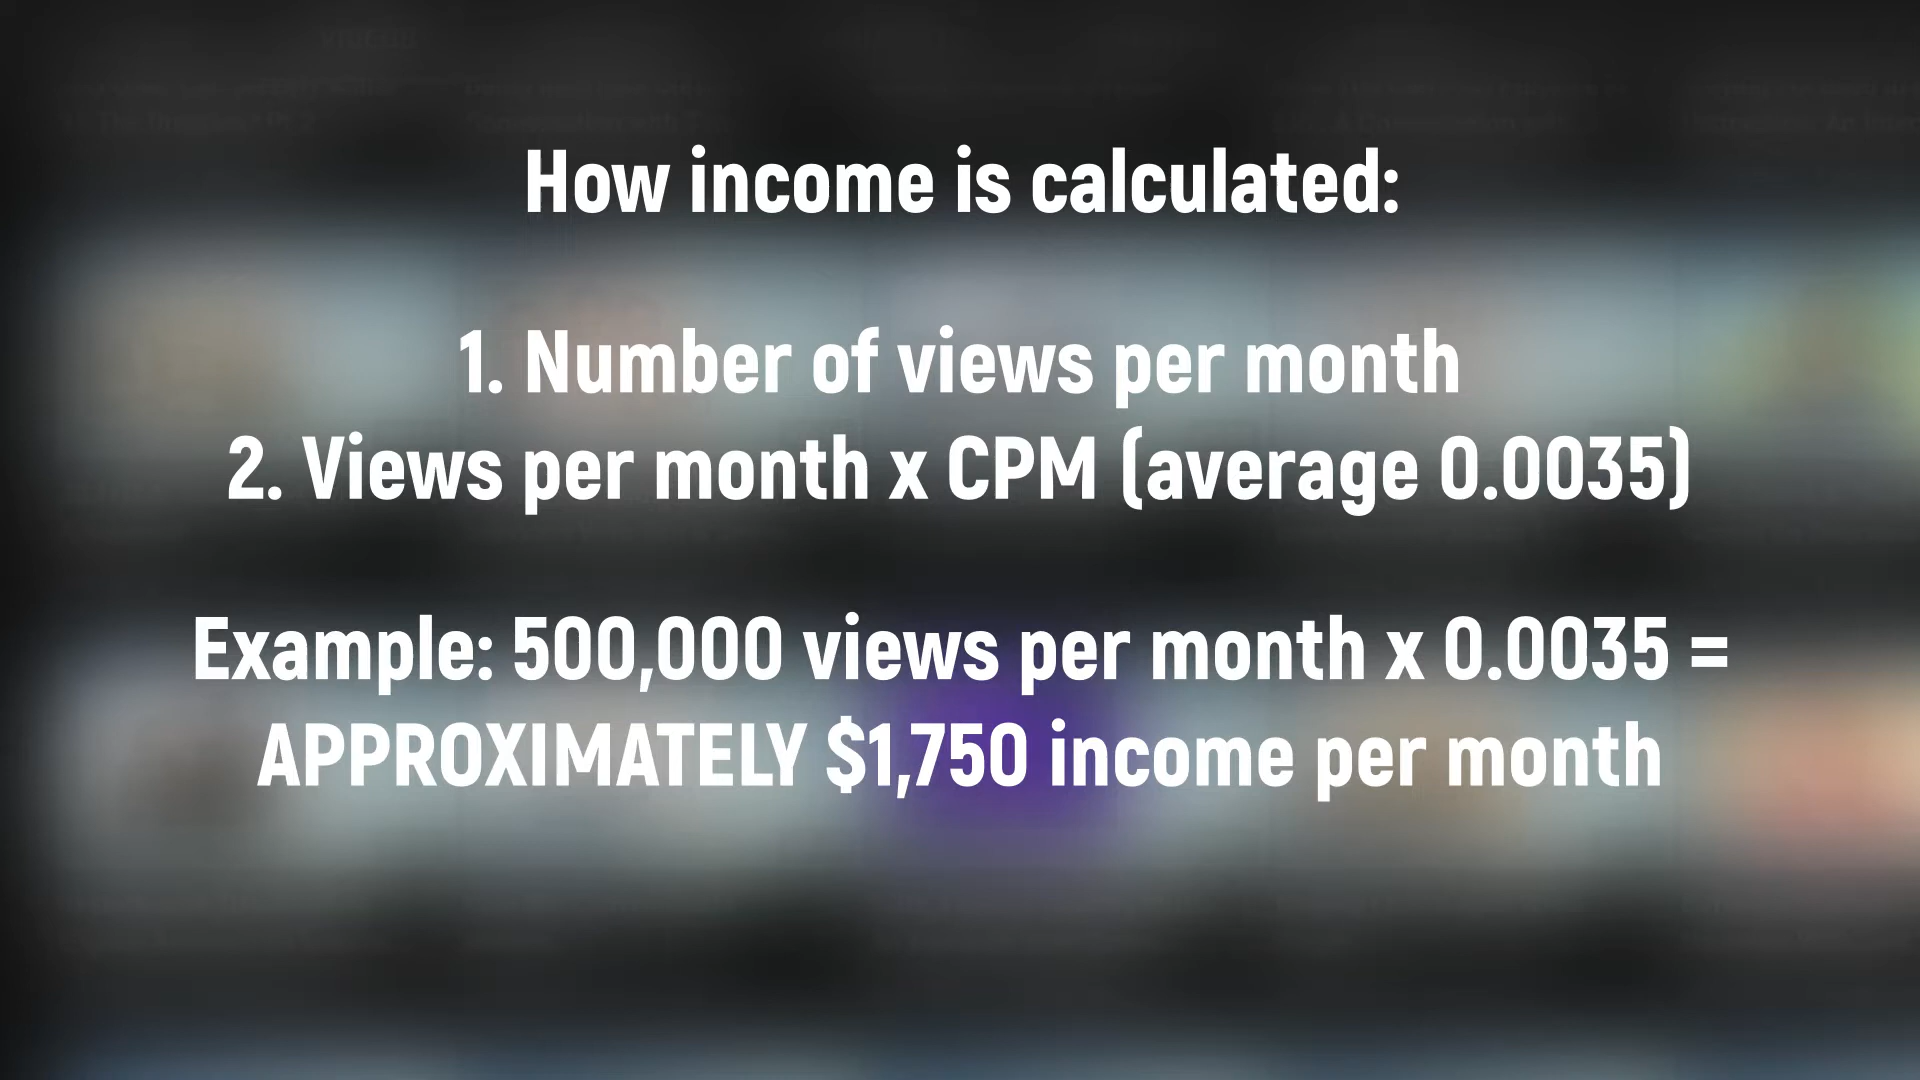 How income is calculated:
1. Number of views per month
2. Views per month x CPM (average 0.0035)
Example: 500,000 views per month x 0.0035 =
APPROXIMATELY $1,750 income per month